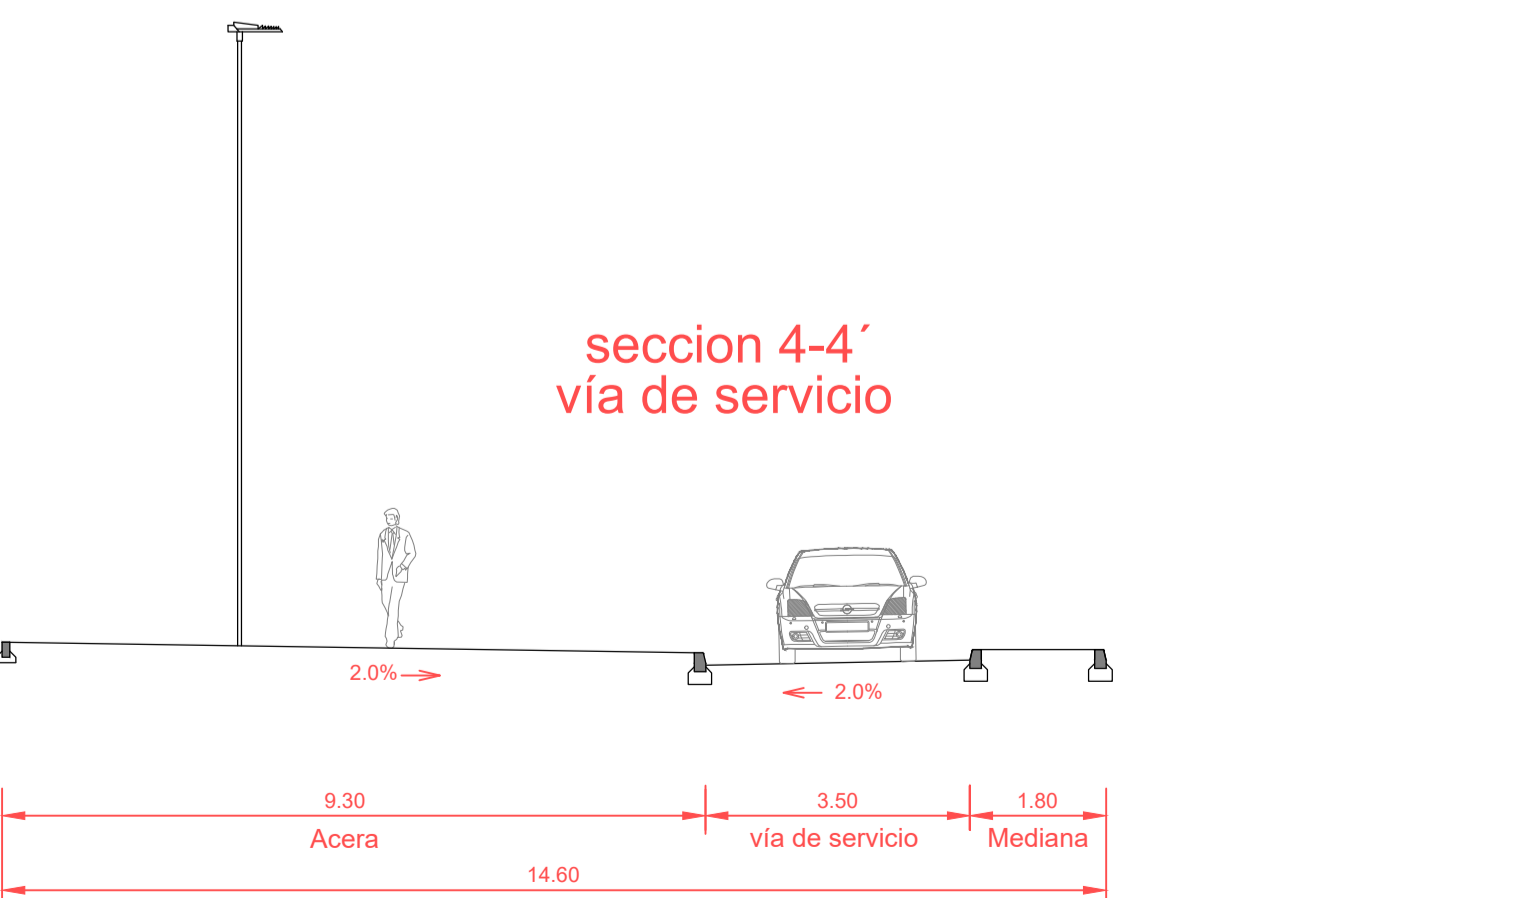 seccion 4-4´
vía de servicio
2.0%
2.0%
9.30
3.50
1.80
Acera
vía de servicio
Mediana
14.60